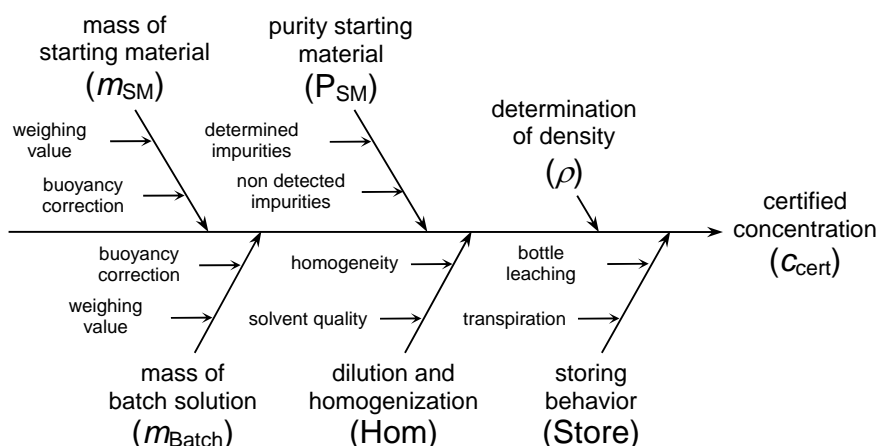 mass of
starting material
(mSM)
purity starting
material
(PSM)
determination
of density
(ρ)
weighing
value
buoyancy
correction
determined
impurities
non detected
impurities
certified
concentration
(ccert)
buoyancy
correction
weighing
value
homogeneity
solvent quality
bottle
leaching
transpiration
mass of
batch solution
(mBatch)
dilution and
homogenization
(Hom)
storing
behavior
(Store)